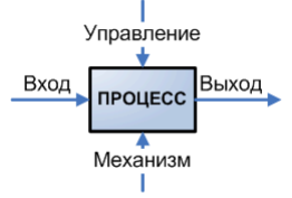 Управление
Вход
ПРОЦЕСС
Выход
Механизм